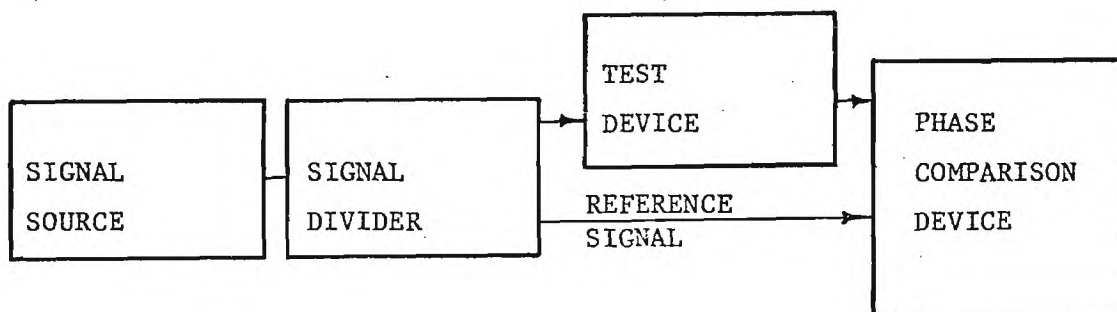 SIGNAL
SOURCE
SIGNAL
DIVIDER
TEST
DEVICE
REFERENCE
SIGNAL
PHASE
COMPARISON
DEVICE